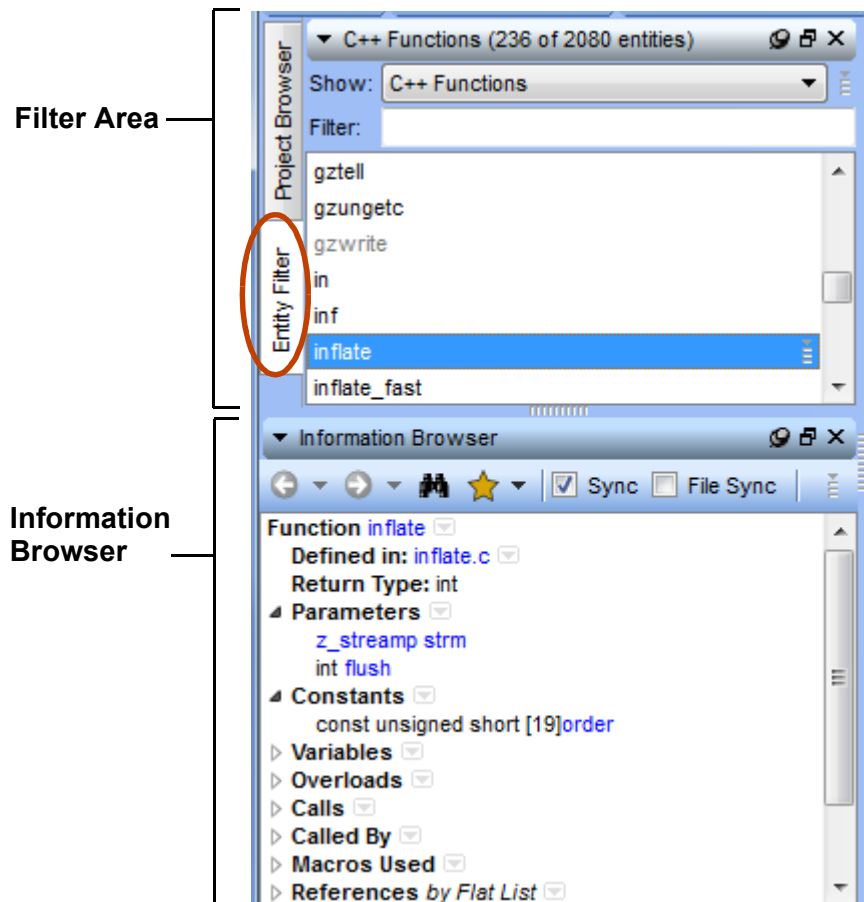 Filter Area
Project Browser
Entity Filter
C++ Functions (236 of 2080 entities)
Show: C++ Functions
Filter:
gztell
gzungetc
gzwrite
in
inf
inflate
inflate_fast
Information Browser
Information Browser
Sync File Sync
Function inflate
Defined in: inflate.c
Return Type: int
Parameters
z_streamp strm
int flush
Constants
const unsigned short [19]order
Variables
Overloads
Calls
Called By
Macros Used
References by Flat List